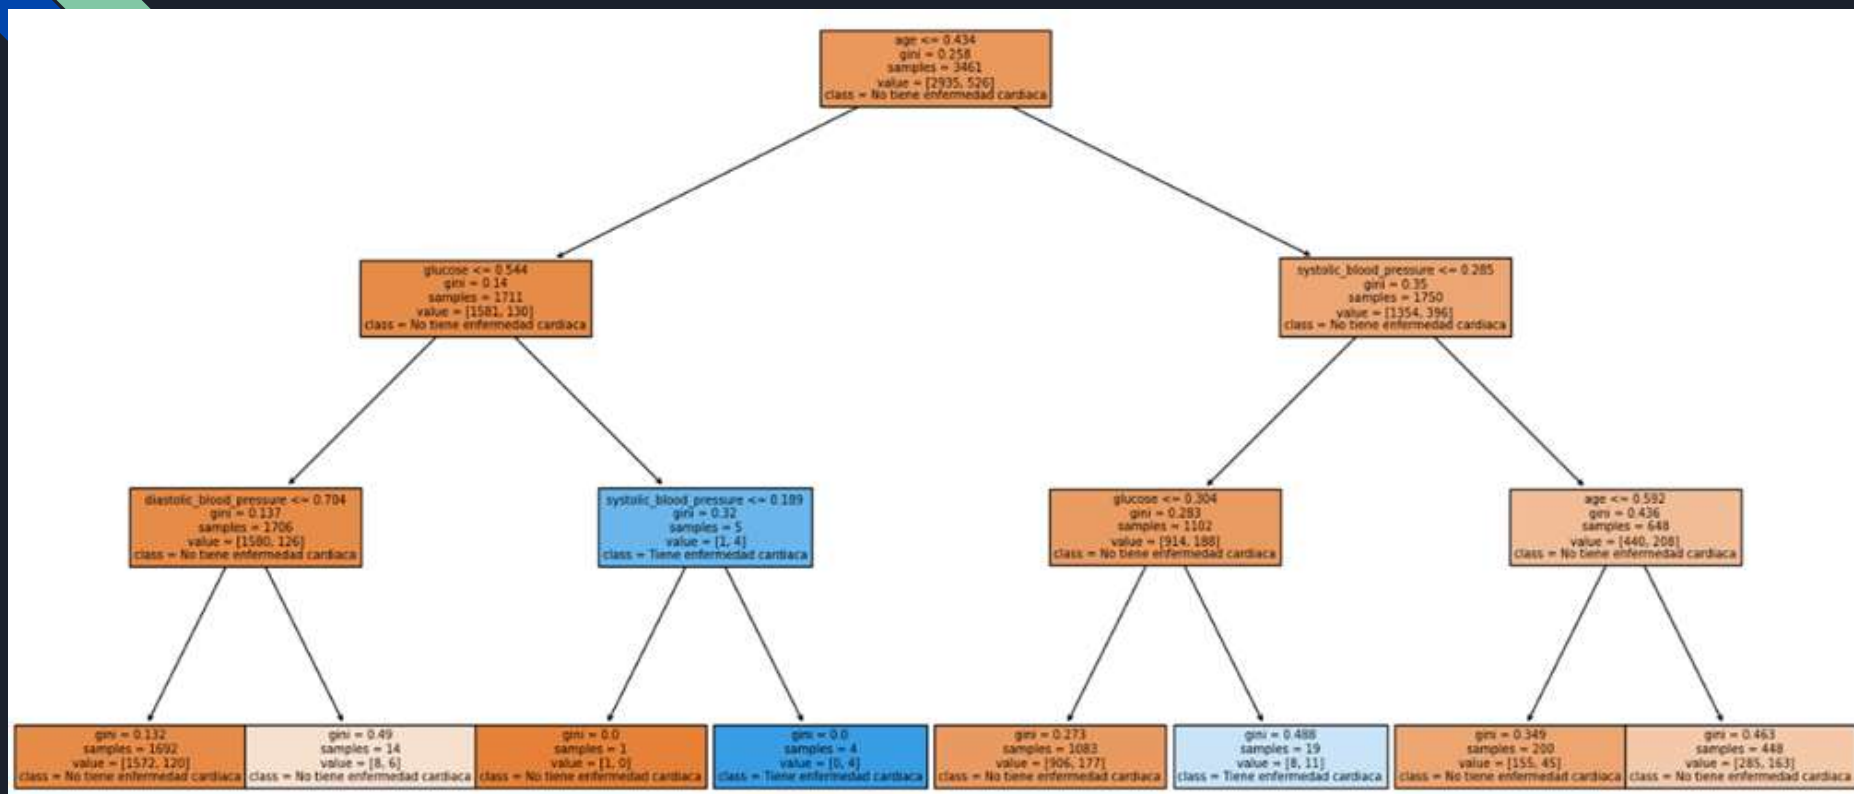 age <= 0.434
gini = 0.258
samples = 3461
value = [2935, 526]
class = No tiene enfermedad cardiaca
glucose <= 0.544
gini = 0.14
samples = 1711
value = [1581, 130]
class = No tiene enfermedad cardiaca
systolic_blood_pressure <= 0.285
gini = 0.35
samples = 1750
value = [1354, 396]
class = No tiene enfermedad cardiaca
diastolic_blood_pressure <= 0.704
gini = 0.137
samples = 1706
value = [1580, 126]
class = No tiene enfermedad cardiaca
systolic_blood_pressure <= 0.189
gini = 0.32
samples = 5
value = [1, 4]
class = Tiene enfermedad cardiaca
glucose <= 0.304
gini = 0.283
samples = 1102
value = [914, 188]
class = No tiene enfermedad cardiaca
age <= 0.592
gini = 0.436
samples = 648
value = [440, 208]
class = No tiene enfermedad cardiaca
gini = 0.132
samples = 1692
value = [1572, 120]
class = No tiene enfermedad cardiaca
gini = 0.49
samples = 14
value = [8, 6]
class = No tiene enfermedad cardiaca
gini = 0.0
samples = 1
value = [1, 0]
class = No tiene enfermedad cardiaca
gini = 0.0
samples = 4
value = [0, 4]
class = Tiene enfermedad cardiaca
gini = 0.273
samples = 1083
value = [906, 177]
class = No tiene enfermedad cardiaca
gini = 0.488
samples = 19
value = [8, 11]
class = Tiene enfermedad cardiaca
gini = 0.349
samples = 200
value = [155, 45]
class = No tiene enfermedad cardiaca
gini = 0.463
samples = 448
value = [285, 163]
class = No tiene enfermedad cardiaca